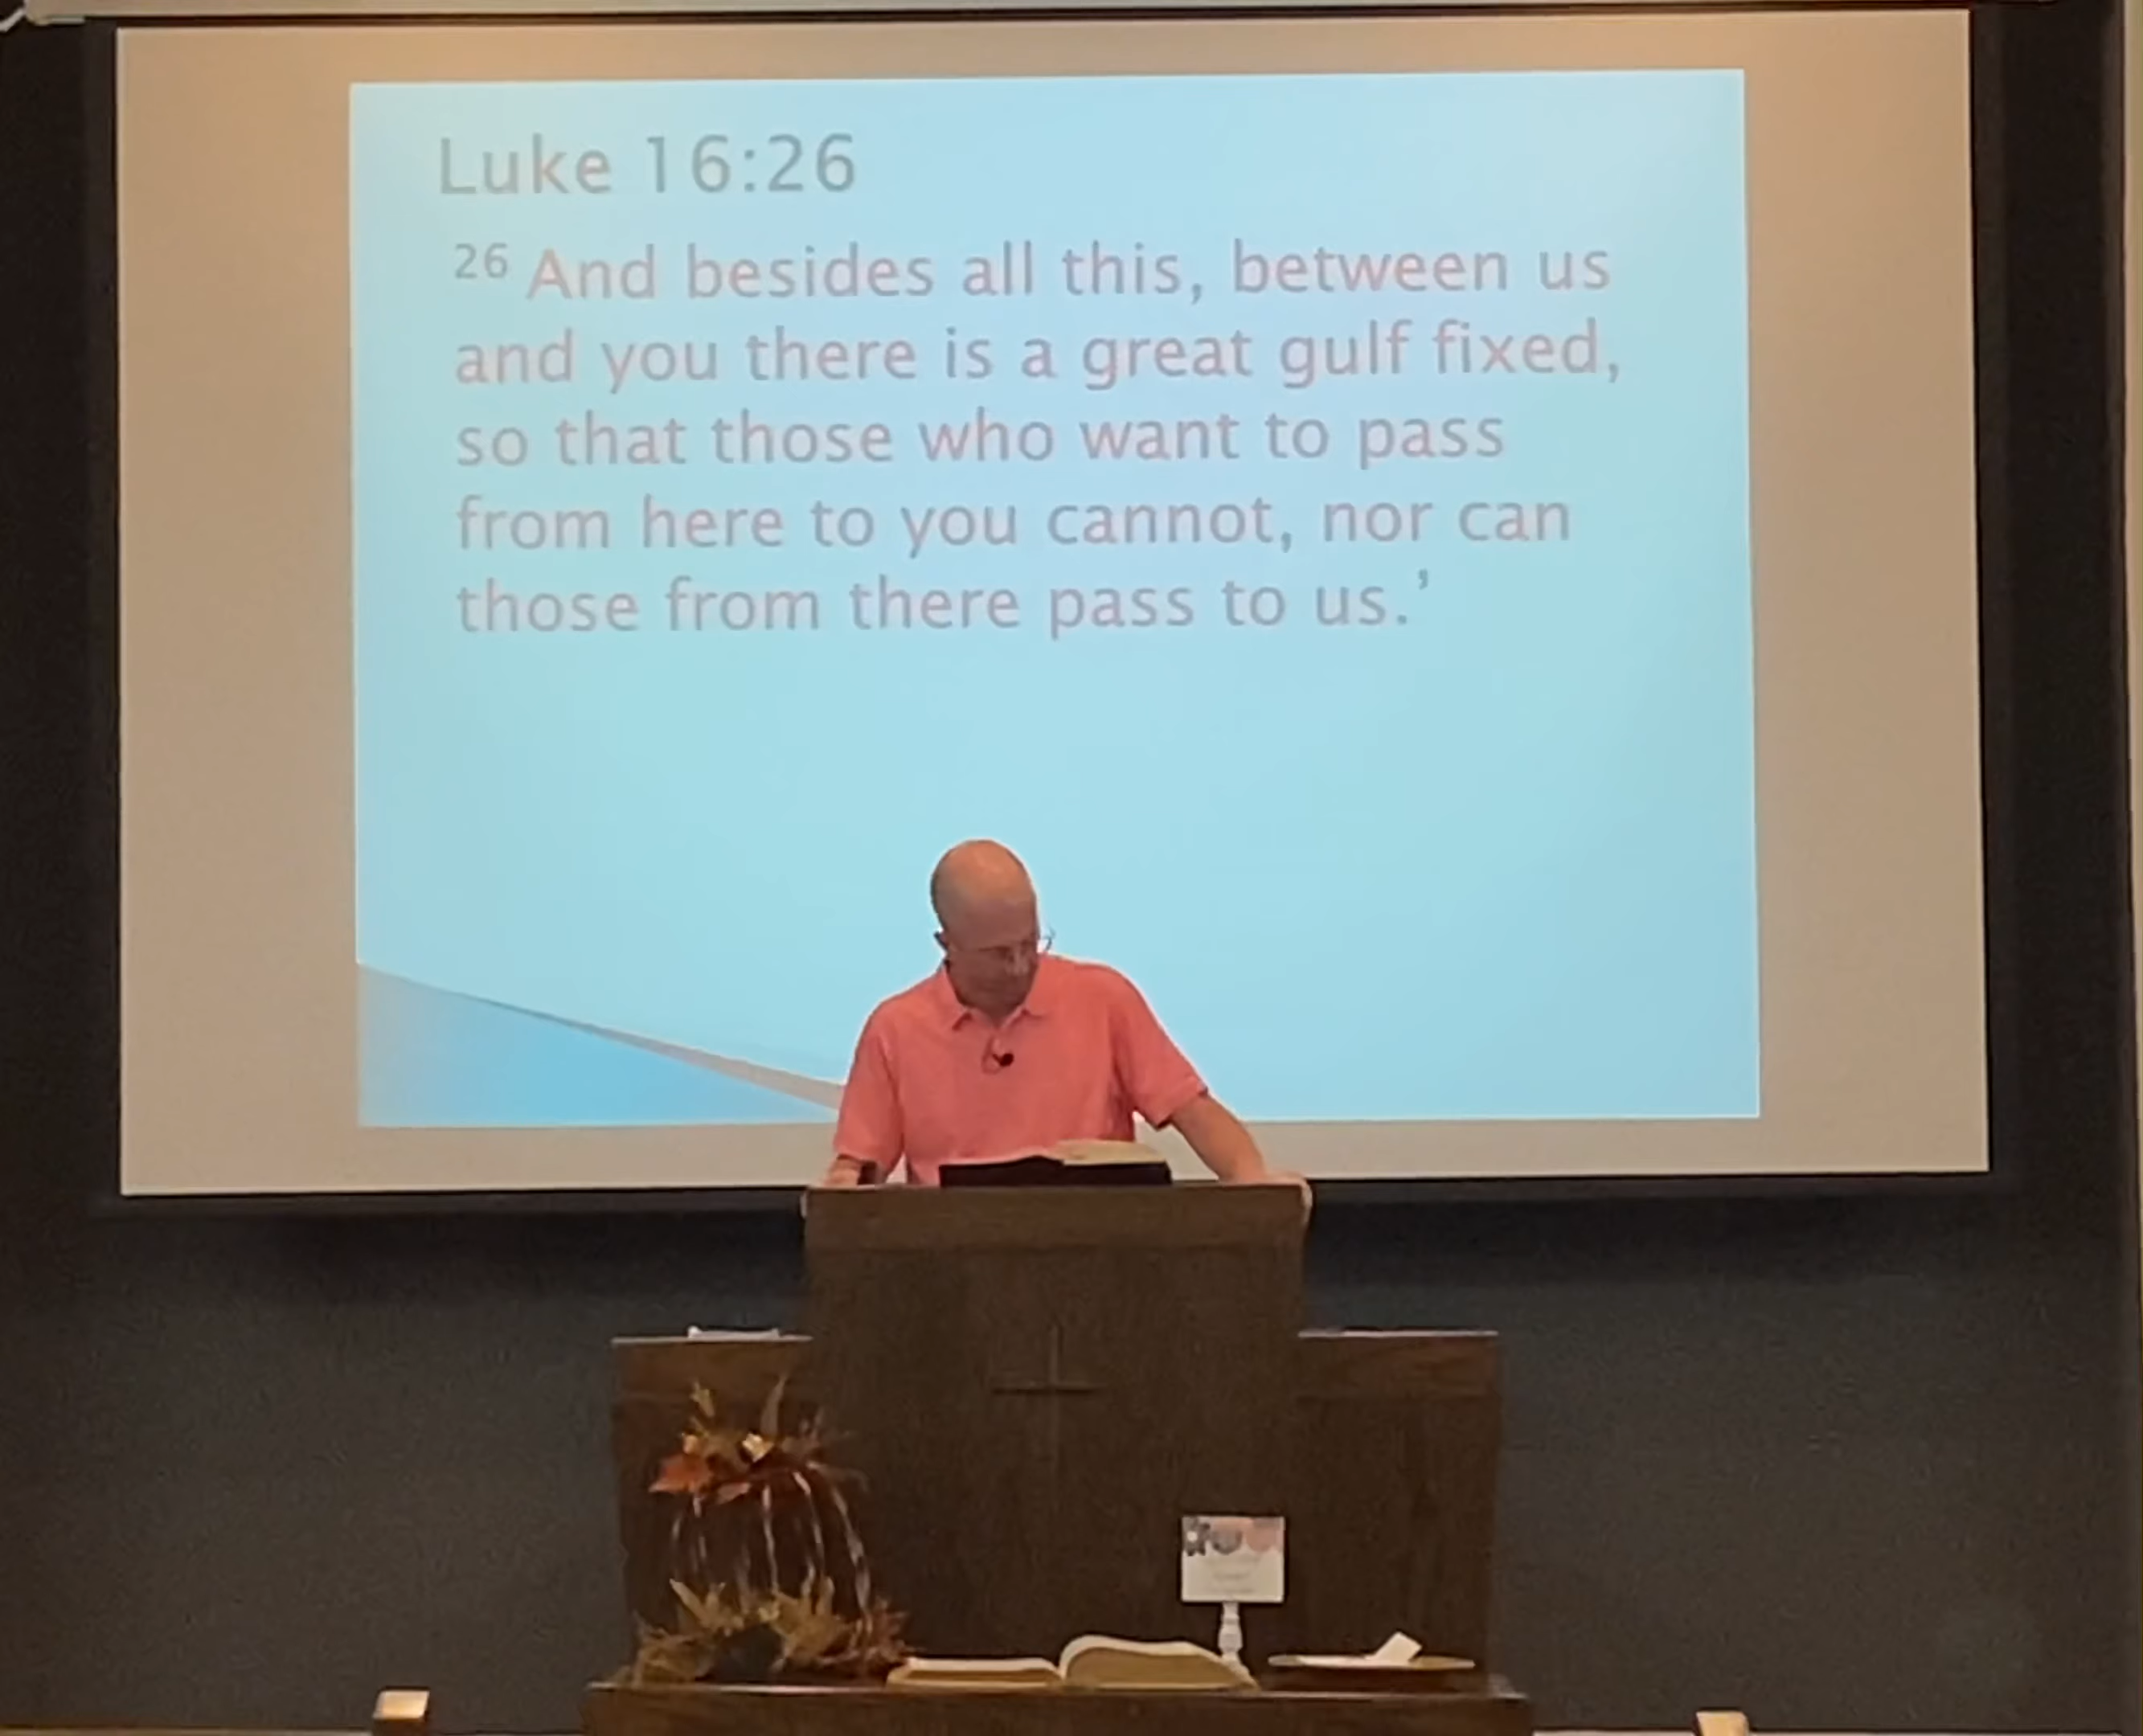 Luke 16:26
26 And besides all this, between us
and you there is a great gulf fixed,
so that those who want to pass
from here to you cannot, nor can
those from there pass to us.’